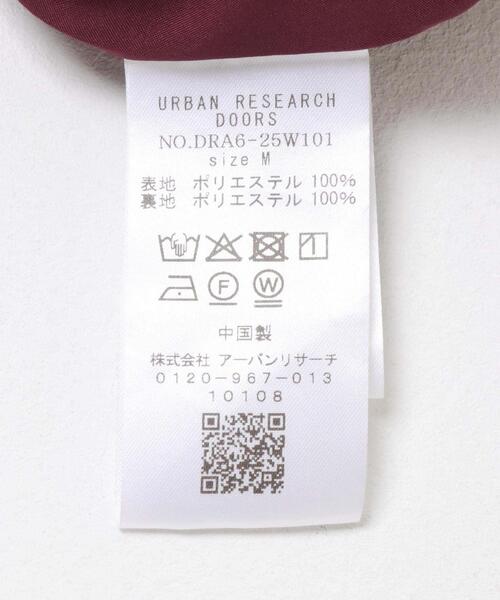 URBAN RESEARCH
DOORS
NO.DRA6-25W101
size M
表地 ポリエステル 100%
裏地 ポリエステル 100%
F W
中国製
株式会社 アーバンリサーチ
0120-967-013
10108